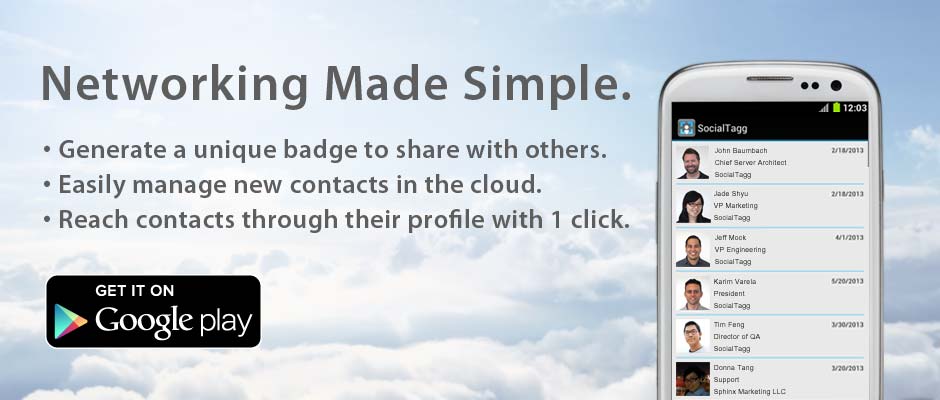 Networking Made Simple.
• Generate a unique badge to share with others.
• Easily manage new contacts in the cloud.
• Reach contacts through their profile with 1 click.
GET IT ON
Google play
12:03
SocialTagg
John Baumbach 2/18/2013
Chief Server Architect
SocialTagg
Jade Shyu 2/18/2013
VP Marketing
SocialTagg
Jeff Mock 4/1/2013
VP Engineering
SocialTagg
Karim Varela 5/20/2013
President
SocialTagg
Tim Feng 3/30/2013
Director of QA
SocialTagg
Donna Tang 3/20/2013
Support
Sphinx Marketing LLC